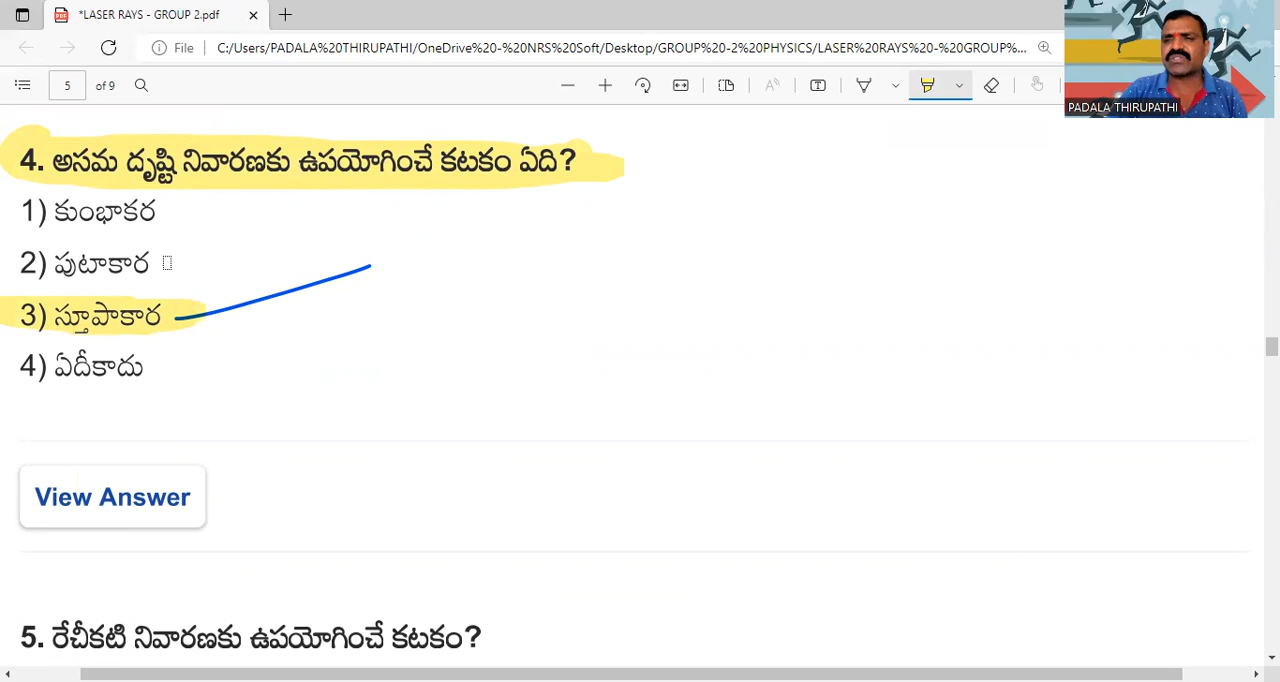 *LASER RAYS - GROUP 2.pdf
File
C:/Users/PADALA%20THIRUPATHI/OneDrive%20-%20NRS%20Soft/Desktop/GROUP%20-2%20PHYSICS/LASER%20RAYS%20-%20GROUP%...
5 of 9
PADALA THIRUPATHI
4. అసమ దృష్టి నివారణకు ఉపయోగించే కటకం ఏది?
1) కుంభాకర
2) పుటాకార
3) స్తూపాకార
4) ఏదీకాదు
View Answer
5. రేచీకటి నివారణకు ఉపయోగించే కటకం?